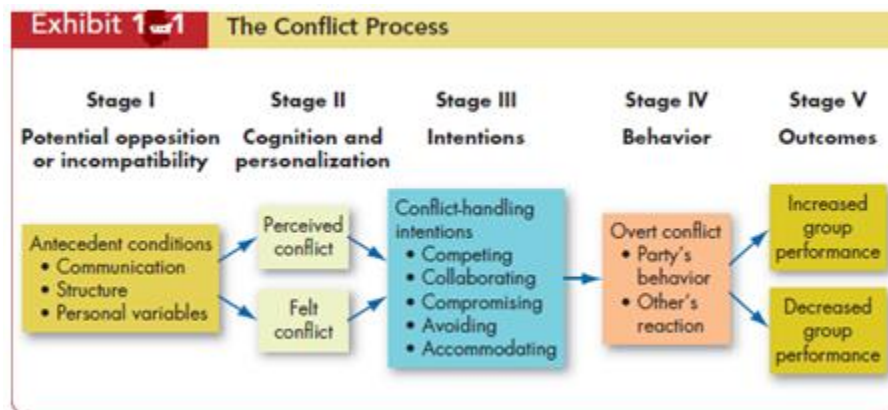 Exhibit
The Conflict Process
Stage I
Potential opposition
or incompatibility
Stage II
Cognition and
personalization
Stage III
Intentions
Stage IV
Behavior
Stage V
Outcomes
Antecedent conditions
• Communication
• Structure
• Personal variables
Perceived
conflict
Felt
conflict
Conflict-handling
intentions
• Competing
• Collaborating
• Compromising
• Avoiding
• Accommodating
Overt conflict
• Party's
behavior
• Other's
reaction
Increased
group
performance
Decreased
group
performance